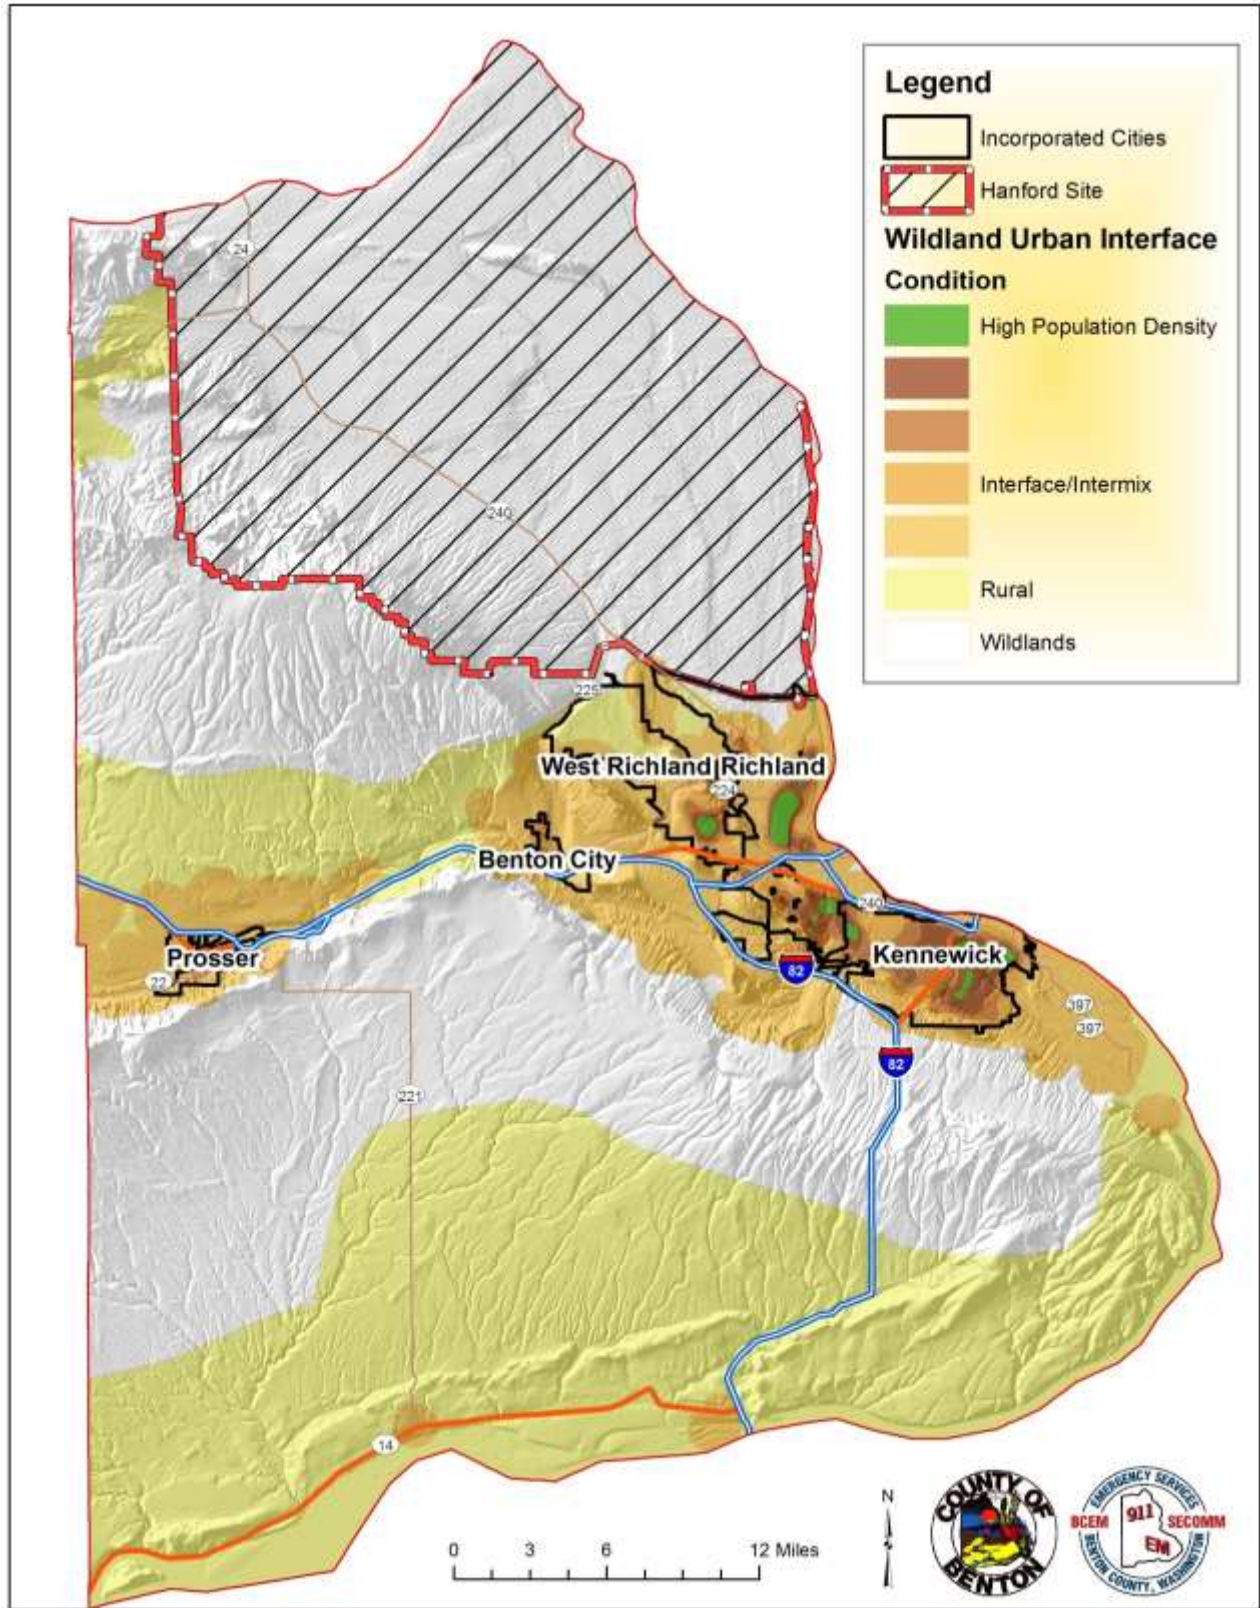 Legend
Incorporated Cities
Hanford Site
Wildland Urban Interface
Condition
High Population Density
Interface/Intermix
Rural
Wildlands
24
240
225
West Richland Richland
224
Benton City
240
Prosser
22
Kennewick
82
397
397
82
221
14
0 3 6 12 Miles
N
COUNTY OF
BENTON
EMERGENCY SERVICES
BCEM 911 SECOMM
EM
BENTON COUNTY, WASHINGTON